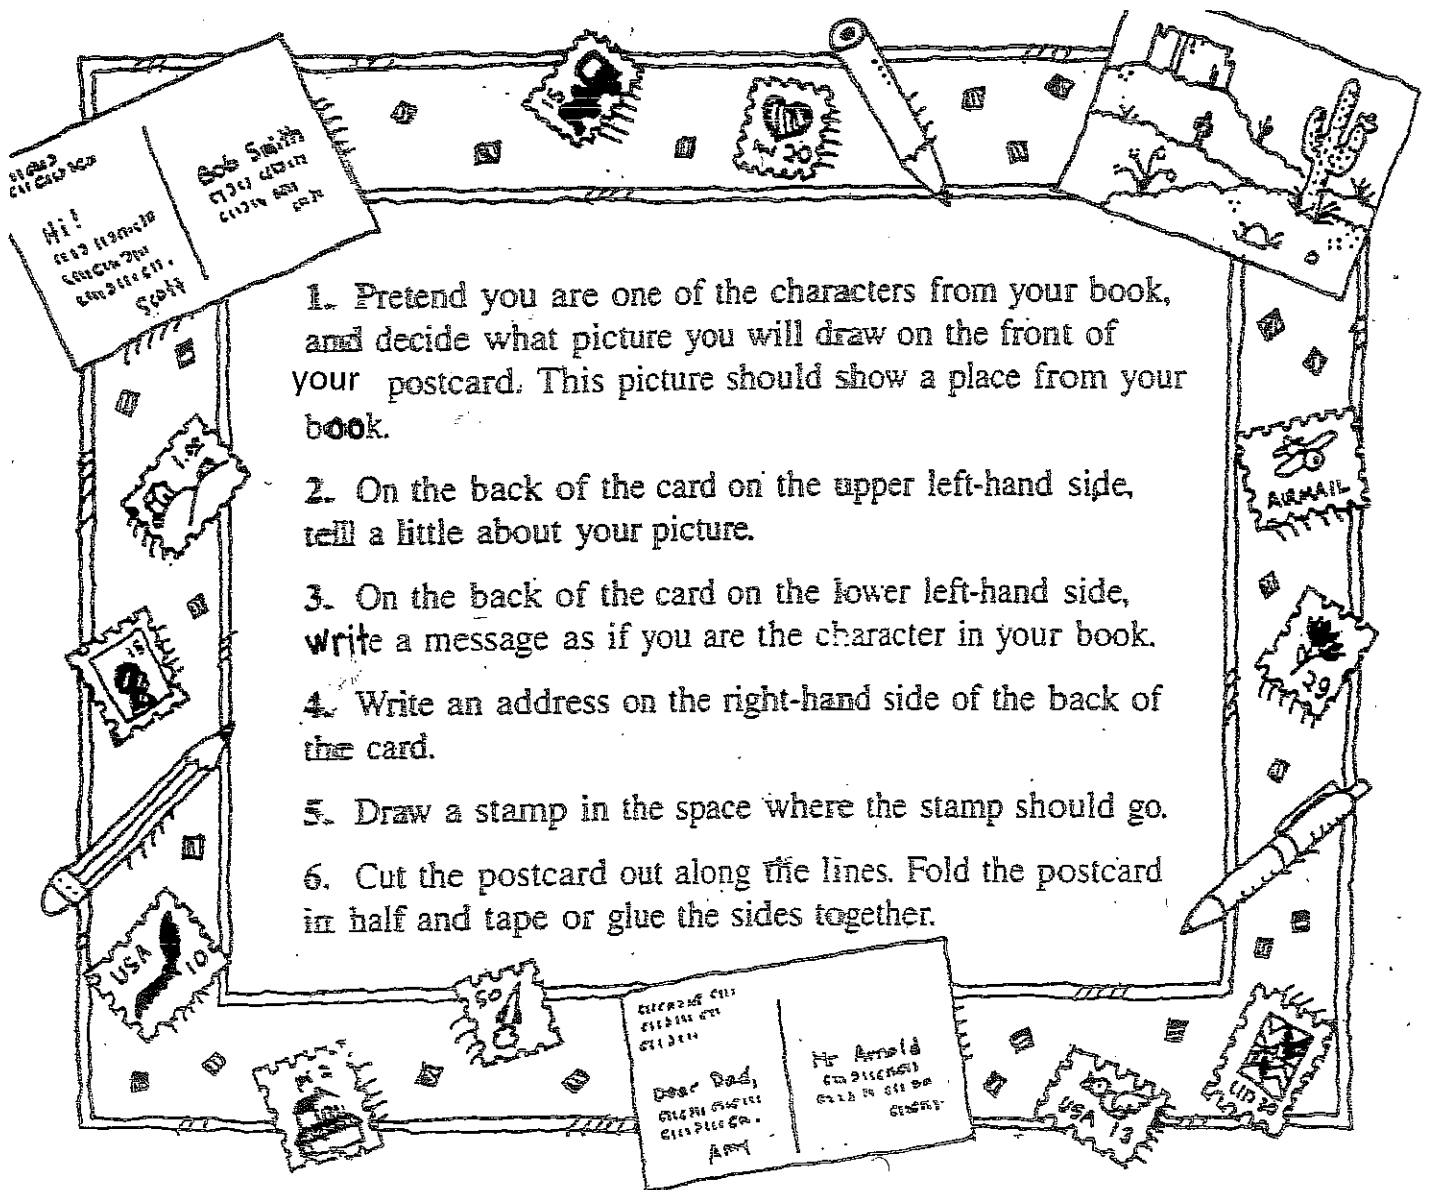 Bob Smith
Hi!
Scott
15
20
1. Pretend you are one of the characters from your book,
and decide what picture you will draw on the front of
your postcard. This picture should show a place from your
book.
2. On the back of the card on the upper left-hand side,
tell a little about your picture.
3. On the back of the card on the lower left-hand side,
write a message as if you are the character in your book.
4. Write an address on the right-hand side of the back of
the card.
5. Draw a stamp in the space where the stamp should go.
6. Cut the postcard out along the lines. Fold the postcard
in half and tape or glue the sides together.
AIRMAIL
15
29
USA 10
50
Mr Arnold
Dear Dad,
Amy
USA 13